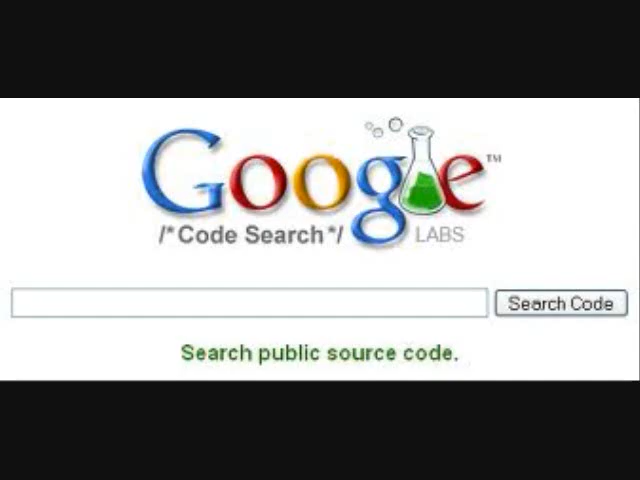 Google™
/*Code Search*/ LABS
Search Code
Search public source code.